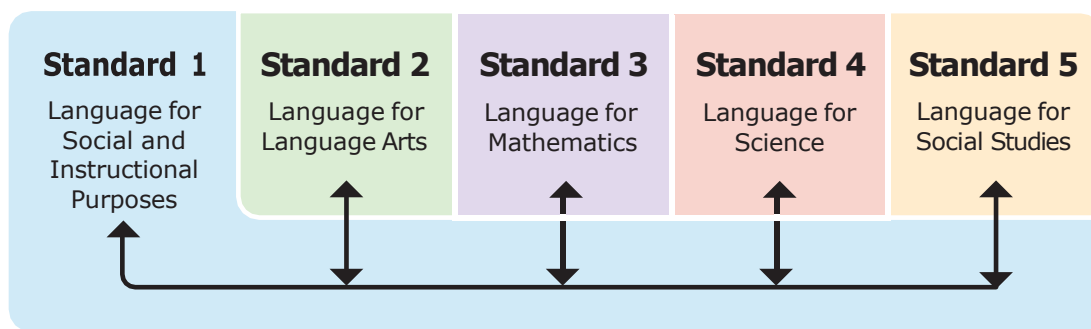 Standard 1
Language for
Social and
Instructional
Purposes
Standard 2
Language for
Language Arts
Standard 3
Language for
Mathematics
Standard 4
Language for
Science
Standard 5
Language for
Social Studies